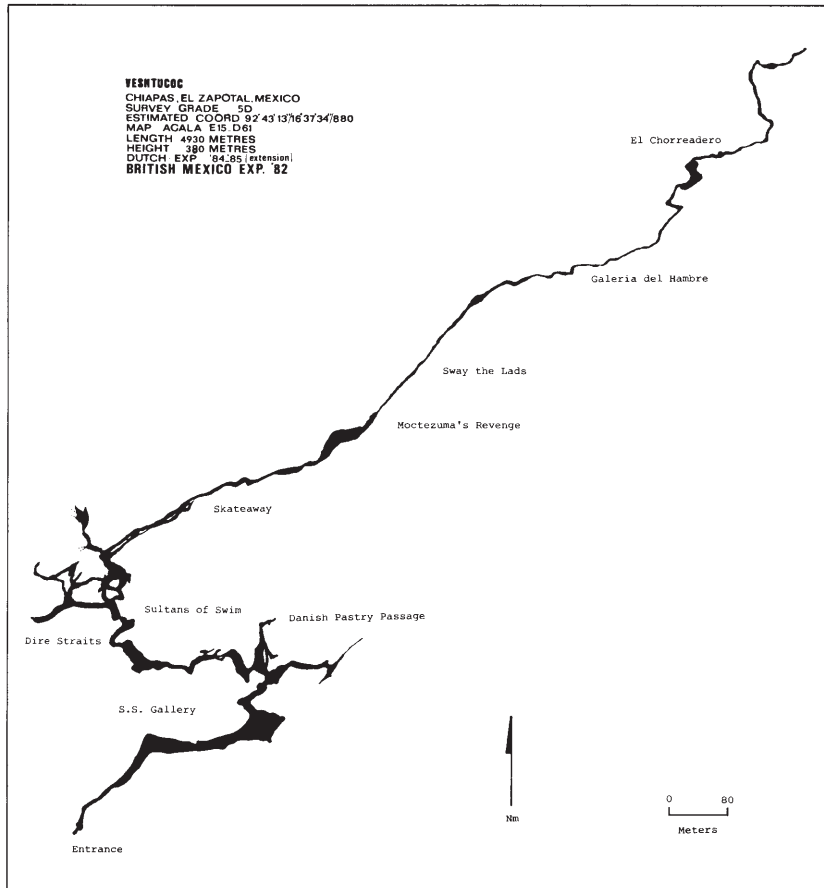 VESHTUCOC
CHIAPAS, EL ZAPOTAL, MEXICO
SURVEY GRADE 5D
ESTIMATED COORD 92°43'13"/16°37'34"/880
MAP ACALA E15.D61
LENGTH 4930 METRES
HEIGHT 380 METRES
DUTCH EXP '84-85 (extension)
BRITISH MEXICO EXP. '82
El Chorreadero
Galeria del Hambre
Sway the Lads
Moctezuma's Revenge
Skateaway
Sultans of Swim
Danish Pastry Passage
Dire Straits
S.S. Gallery
Entrance
Nm
0 80
Meters